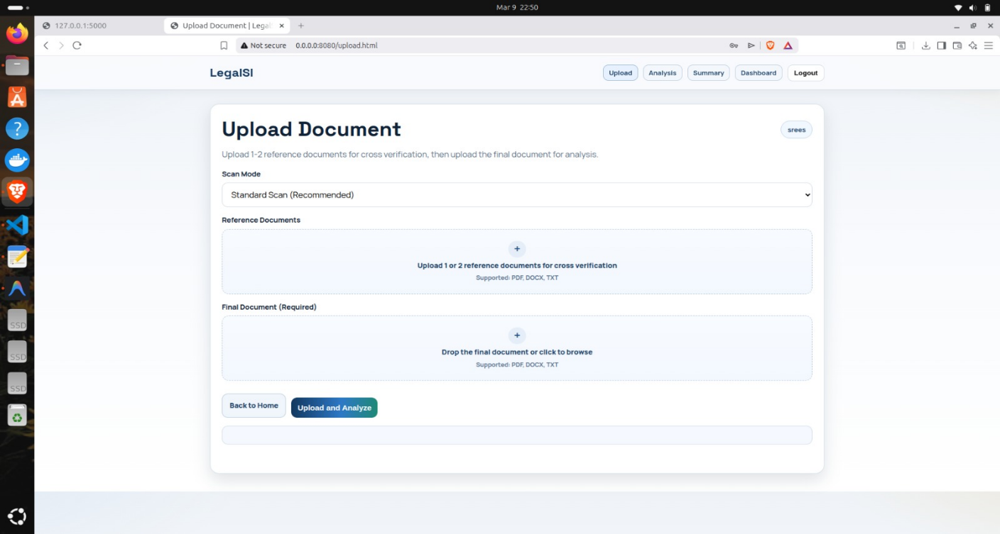 Mar 9 22:50
127.0.0.1:5000
Upload Document | Legal
Not secure 0.0.0.0:8080/upload.html
LegalSI
Upload
Analysis
Summary
Dashboard
Logout
Upload Document
srees
Upload 1-2 reference documents for cross verification, then upload the final document for analysis.
Scan Mode
Standard Scan (Recommended)
Reference Documents
+
Upload 1 or 2 reference documents for cross verification
Supported: PDF, DOCX, TXT
Final Document (Required)
+
Drop the final document or click to browse
Supported: PDF, DOCX, TXT
Back to Home
Upload and Analyze
SSD
SSD
SSD